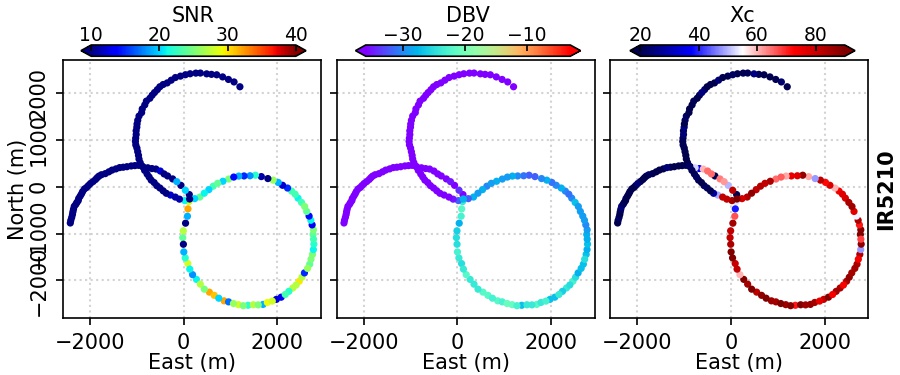 SNR DBV Xc
10 20 30 40 −30 −20 −10 20 40 60 80
North (m)
2000
1000
0
−1000
−2000
−2000 0 2000 −2000 0 2000 −2000 0 2000
East (m) East (m) East (m)
IR5210